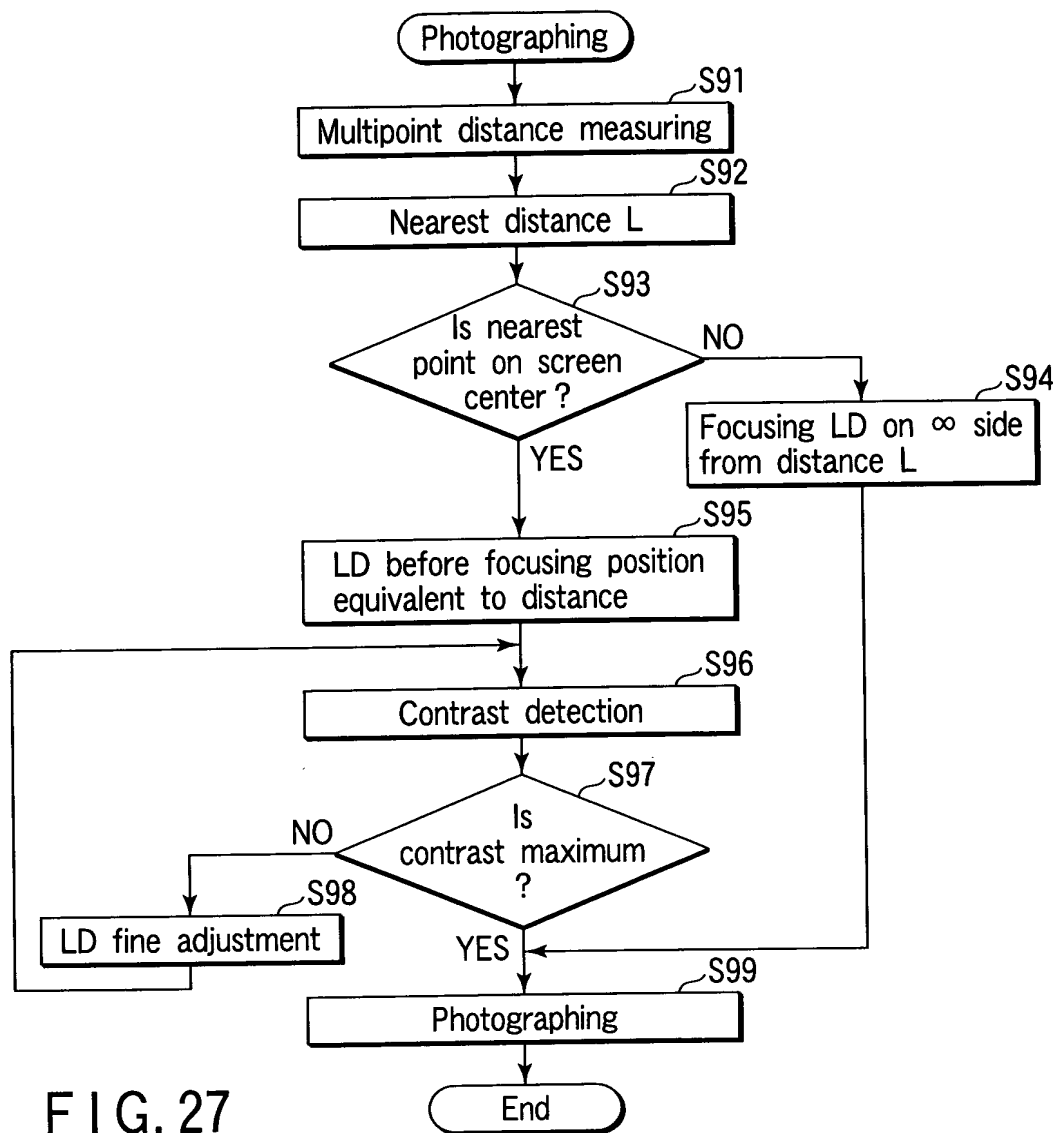 Photographing
S91
Multipoint distance measuring
S92
Nearest distance L
S93
Is nearest
point on screen
center ?
NO
S94
Focusing LD on ∞ side
from distance L
YES
S95
LD before focusing position
equivalent to distance
S96
Contrast detection
S97
Is
contrast maximum
?
NO
S98
LD fine adjustment
YES
S99
Photographing
End
FIG. 27